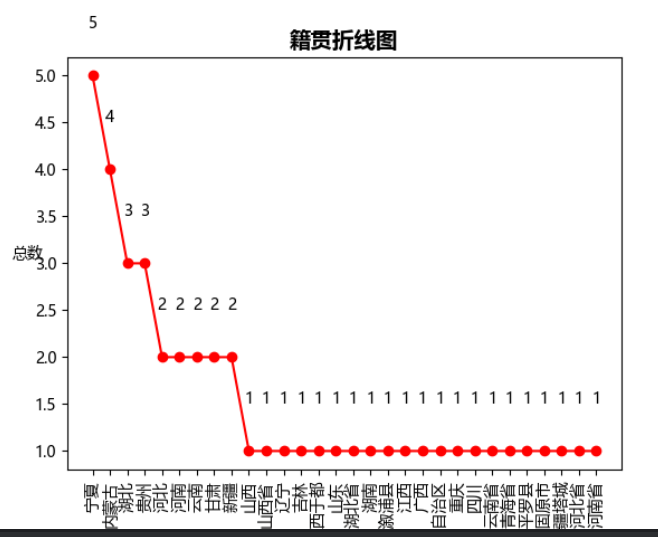 籍贯折线图
5
4
3 3
2 2 2 2 2
1 1 1 1 1 1 1 1 1 1 1 1 1 1 1 1 1 1 1 1 1
总数
5.0
4.5
4.0
3.5
3.0
2.5
2.0
1.5
1.0
宁夏
内蒙古
湖北
贵州
河北
河南
云南
甘肃
新疆
山西
山西省
辽宁
吉林
西于都
山东
湖北省
湖南
溆浦县
江西
广西
自治区
重庆
四川
云南省
青海省
平罗县
固原市
疆塔城
河北省
河南省